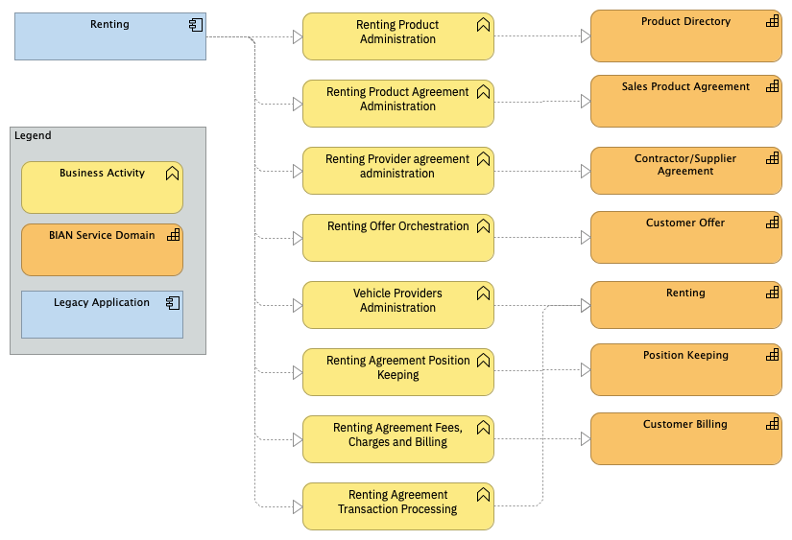 Renting
Renting Product
Administration
Product Directory
Renting Product Agreement
Administration
Sales Product Agreement
Legend
Business Activity
BIAN Service Domain
Legacy Application
Renting Provider agreement
administration
Contractor/Supplier
Agreement
Renting Offer Orchestration
Customer Offer
Vehicle Providers
Administration
Renting
Renting Agreement Position
Keeping
Position Keeping
Renting Agreement Fees,
Charges and Billing
Customer Billing
Renting Agreement
Transaction Processing